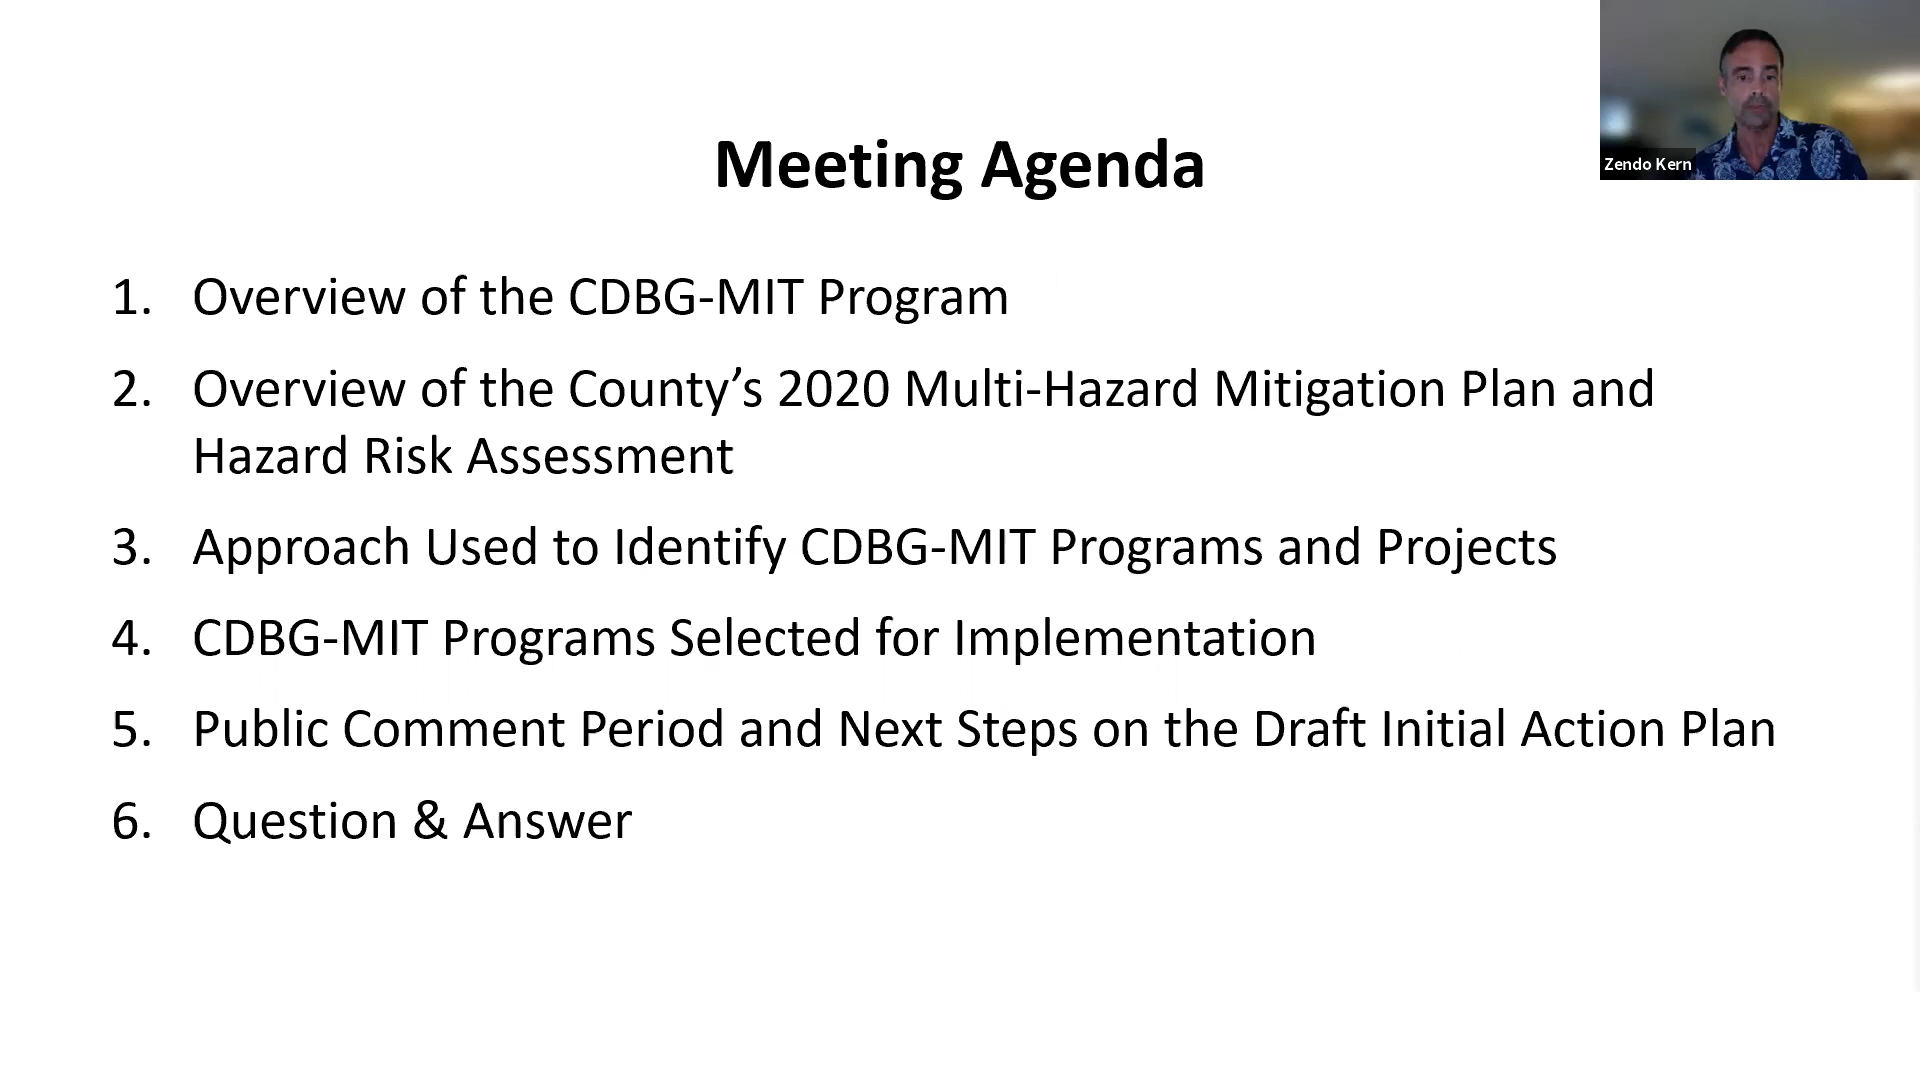 Meeting Agenda
Zendo Kern
1. Overview of the CDBG-MIT Program
2. Overview of the County’s 2020 Multi-Hazard Mitigation Plan and
Hazard Risk Assessment
3. Approach Used to Identify CDBG-MIT Programs and Projects
4. CDBG-MIT Programs Selected for Implementation
5. Public Comment Period and Next Steps on the Draft Initial Action Plan
6. Question & Answer